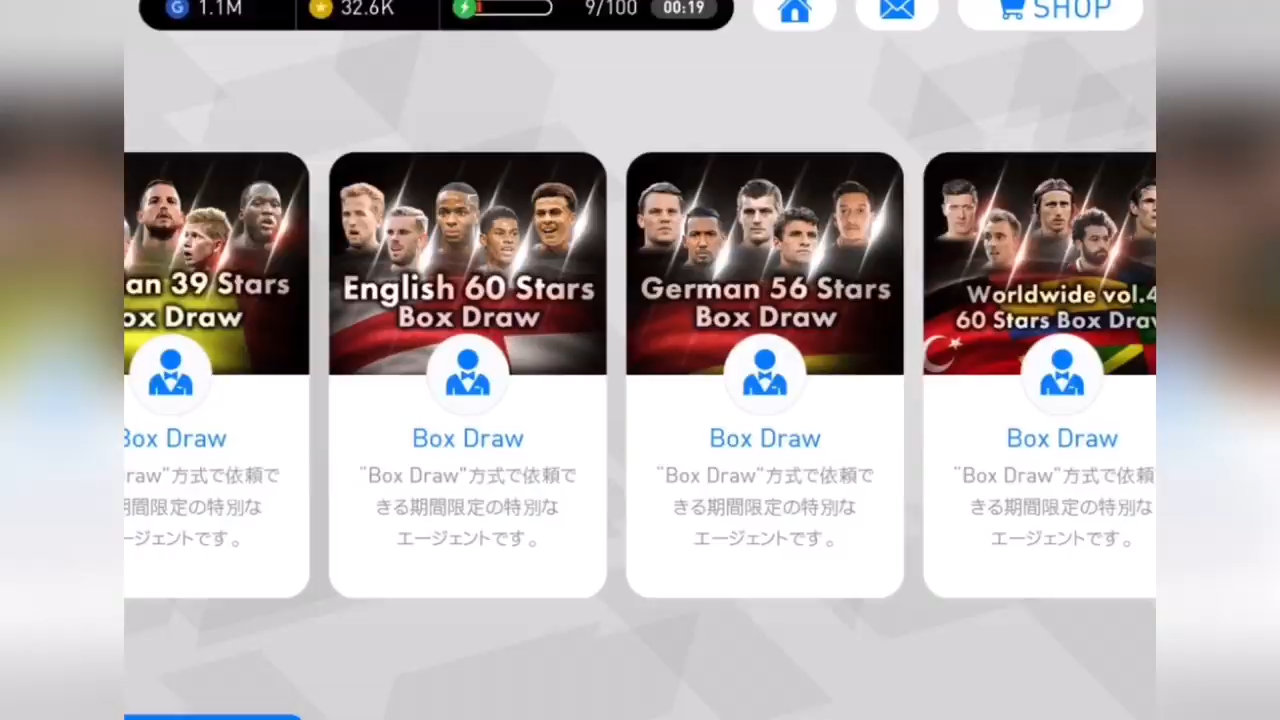 1.1M
32.6K
9/100
00:19
SHOP
an 39 Stars
ox Draw
Box Draw
raw"方式で依頼で
期間限定の特別な
ージェントです。
English 60 Stars
Box Draw
Box Draw
"Box Draw"方式で依頼で
きる期間限定の特別な
エージェントです。
German 56 Stars
Box Draw
Box Draw
"Box Draw"方式で依頼で
きる期間限定の特別な
エージェントです。
Worldwide vol.4
60 Stars Box Draw
Box Draw
"Box Draw"方式で依頼
きる期間限定の特別な
エージェントです。